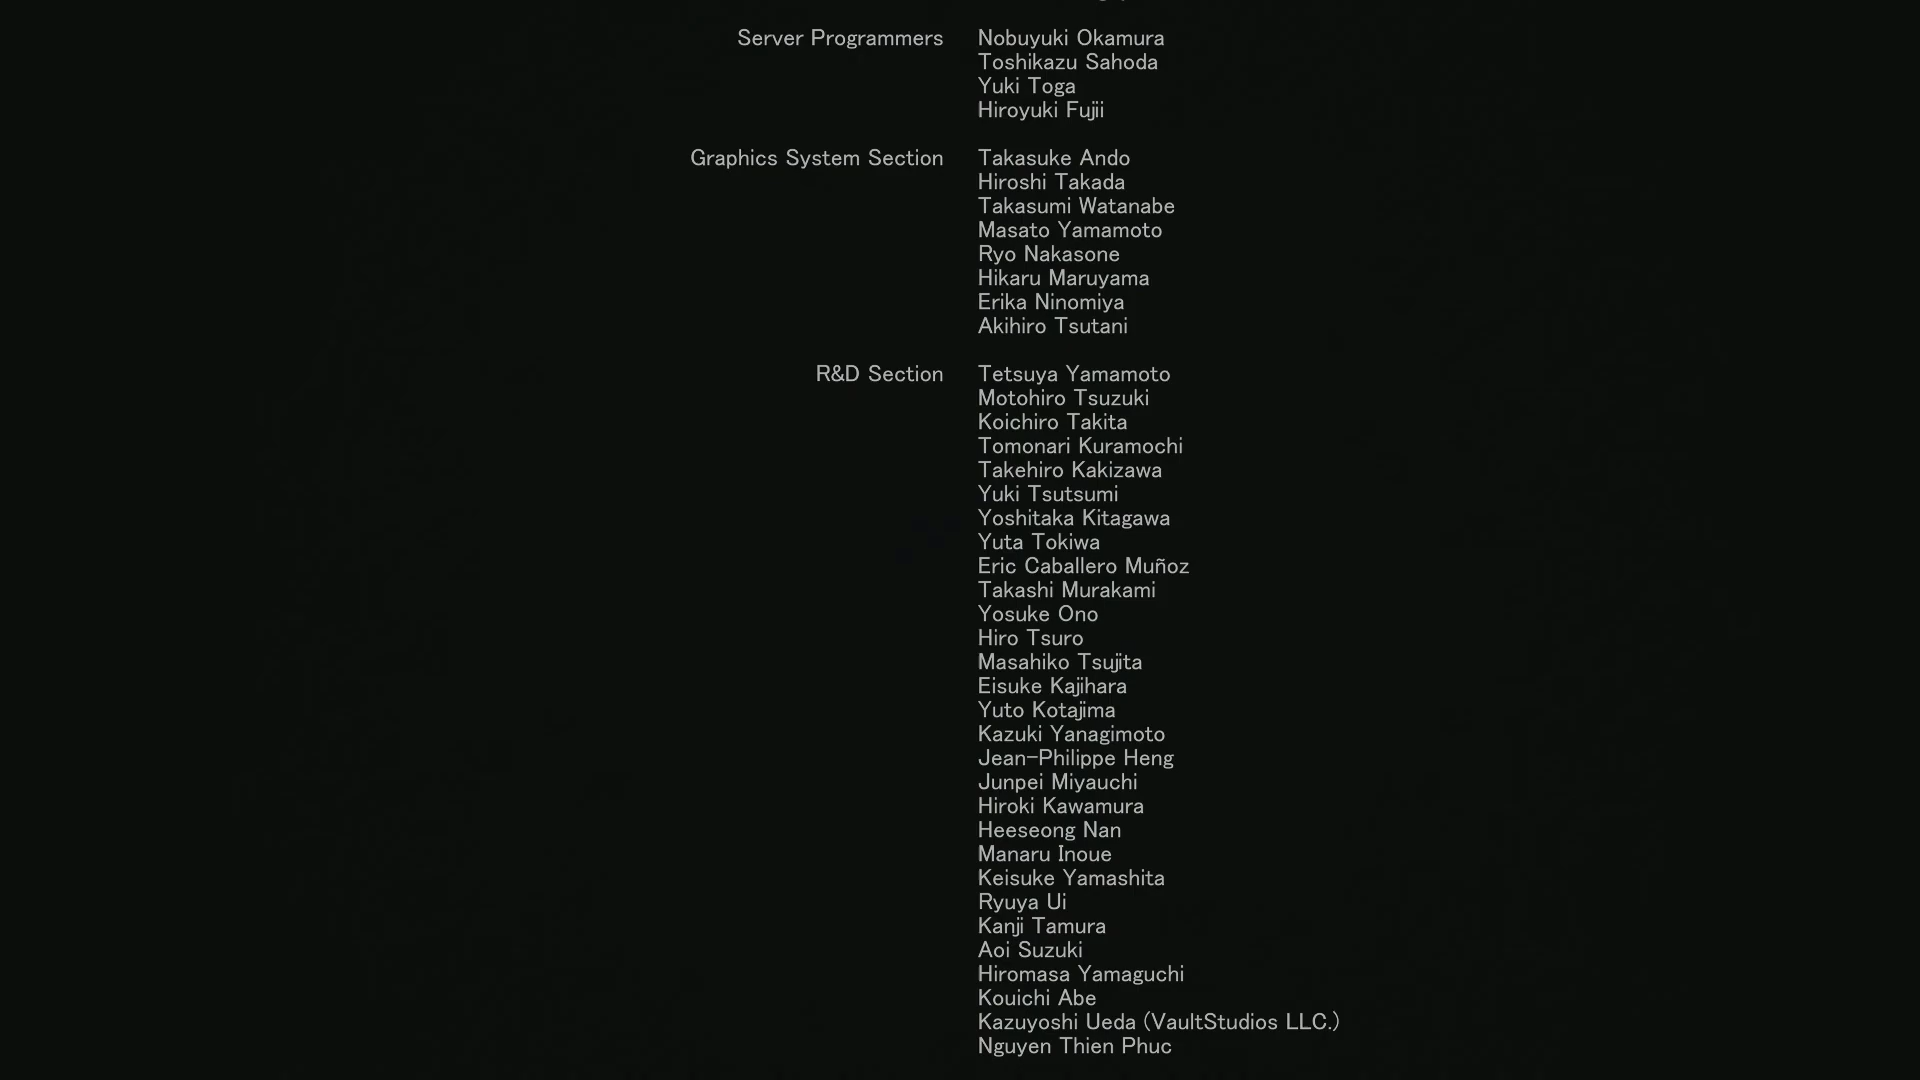 Server Programmers Nobuyuki Okamura
Toshikazu Sahoda
Yuki Toga
Hiroyuki Fujii
Graphics System Section Takasuke Ando
Hiroshi Takada
Takasumi Watanabe
Masato Yamamoto
Ryo Nakasone
Hikaru Maruyama
Erika Ninomiya
Akihiro Tsutani
R&D Section Tetsuya Yamamoto
Motohiro Tsuzuki
Koichiro Takita
Tomonari Kuramochi
Takehiro Kakizawa
Yuki Tsutsumi
Yoshitaka Kitagawa
Yuta Tokiwa
Eric Caballero Muñoz
Takashi Murakami
Yosuke Ono
Hiro Tsuro
Masahiko Tsujita
Eisuke Kajihara
Yuto Kotajima
Kazuki Yanagimoto
Jean-Philippe Heng
Junpei Miyauchi
Hiroki Kawamura
Heeseong Nan
Manaru Inoue
Keisuke Yamashita
Ryuya Ui
Kanji Tamura
Aoi Suzuki
Hiromasa Yamaguchi
Kouichi Abe
Kazuyoshi Ueda (VaultStudios LLC.)
Nguyen Thien Phuc